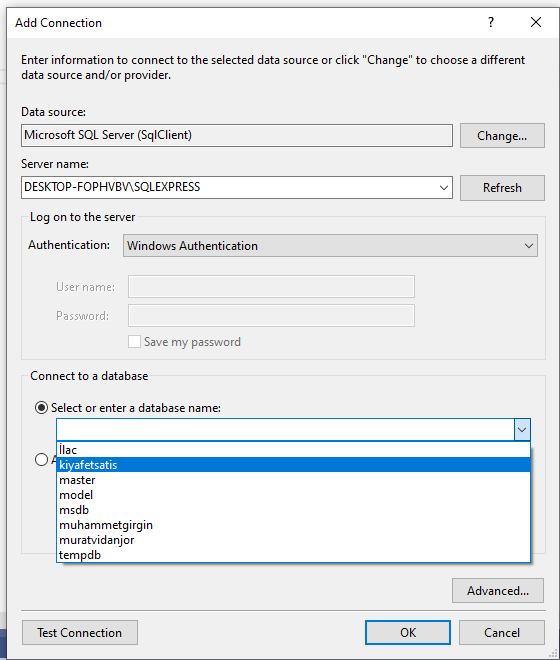 Add Connection
?
Enter information to connect to the selected data source or click "Change" to choose a different
data source and/or provider.
Data source:
Microsoft SQL Server (SqlClient)
Change...
Server name:
DESKTOP-FOPHVBV\SQLEXPRESS
Refresh
Log on to the server
Authentication:
Windows Authentication
User name:
Password:
Save my password
Connect to a database
Select or enter a database name:
İlac
kiyafetsatis
master
model
msdb
muhammetgirgin
muratvidanjor
tempdb
Advanced...
Test Connection
OK
Cancel